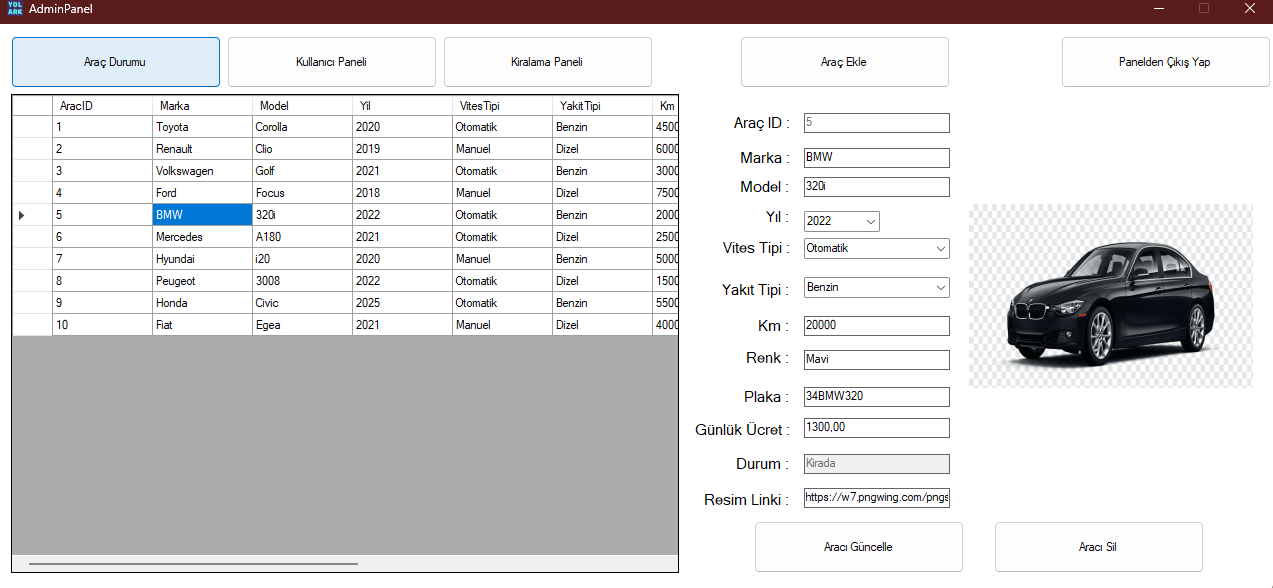 YOL
ARK
AdminPanel
Araç Durumu
Kullanıcı Paneli
Kiralama Paneli
Araç Ekle
Panelden Çıkış Yap
AracID Marka Model Yil VitesTipi YakitTipi Km
1 Toyota Corolla 2020 Otomatik Benzin 4500
2 Renault Clio 2019 Manuel Dizel 6000
3 Volkswagen Golf 2021 Otomatik Benzin 3000
4 Ford Focus 2018 Manuel Dizel 7500
5 BMW 320i 2022 Otomatik Benzin 2000
6 Mercedes A180 2021 Otomatik Dizel 2500
7 Hyundai i20 2020 Manuel Benzin 5000
8 Peugeot 3008 2022 Otomatik Dizel 1500
9 Honda Civic 2025 Otomatik Benzin 5500
10 Fiat Egea 2021 Manuel Dizel 4000
Araç ID : 5
Marka : BMW
Model : 320i
Yıl : 2022
Vites Tipi : Otomatik
Yakıt Tipi : Benzin
Km : 20000
Renk : Mavi
Plaka : 34BMW320
Günlük Ücret : 1300,00
Durum : Kirada
Resim Linki : https://w7.pngwing.com/pngs
Aracı Güncelle
Aracı Sil